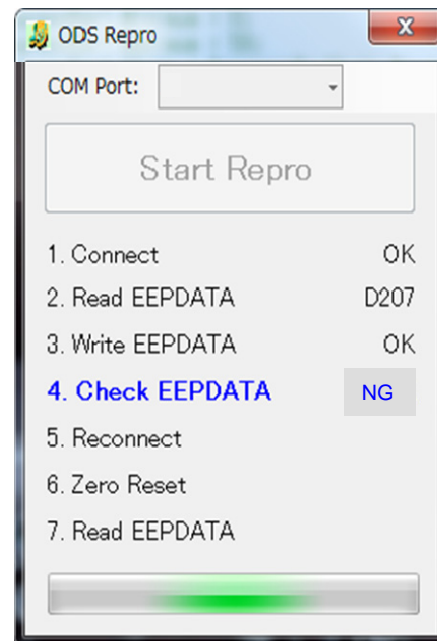 ODS Repro
COM Port:
Start Repro
1. Connect OK
2. Read EEPDATA D207
3. Write EEPDATA OK
4. Check EEPDATA NG
5. Reconnect
6. Zero Reset
7. Read EEPDATA